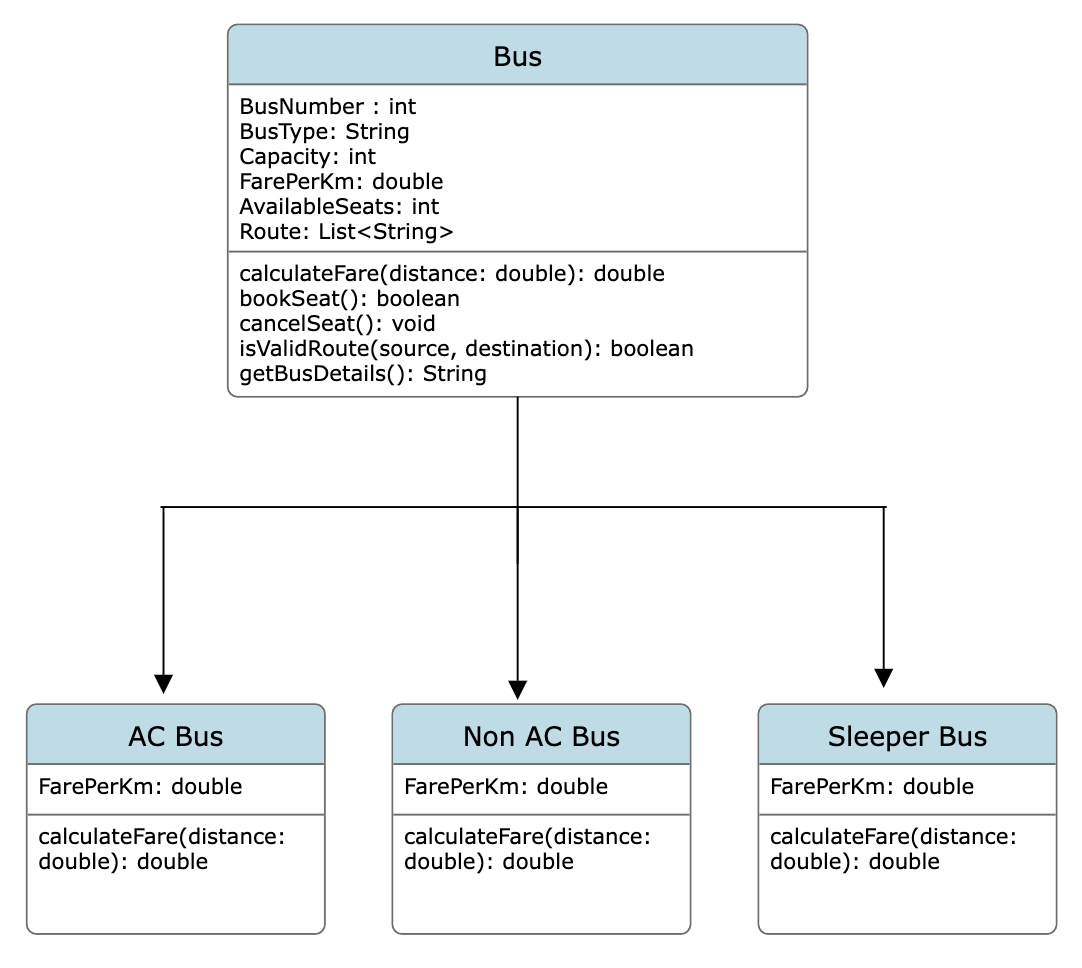 Bus
BusNumber : int
BusType: String
Capacity: int
FarePerKm: double
AvailableSeats: int
Route: List<String>
calculateFare(distance: double): double
bookSeat(): boolean
cancelSeat(): void
isValidRoute(source, destination): boolean
getBusDetails(): String
AC Bus
FarePerKm: double
calculateFare(distance:
double): double
Non AC Bus
FarePerKm: double
calculateFare(distance:
double): double
Sleeper Bus
FarePerKm: double
calculateFare(distance:
double): double